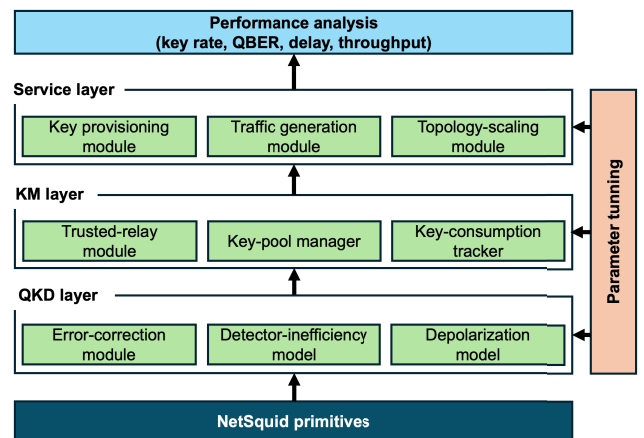 Performance analysis
(key rate, QBER, delay, throughput)
Service layer
Key provisioning
module
Traffic generation
module
Topology-scaling
module
KM layer
Trusted-relay
module
Key-pool manager
Key-consumption
tracker
QKD layer
Error-correction
module
Detector-inefficiency
model
Depolarization
model
NetSquid primitives
Parameter tunning